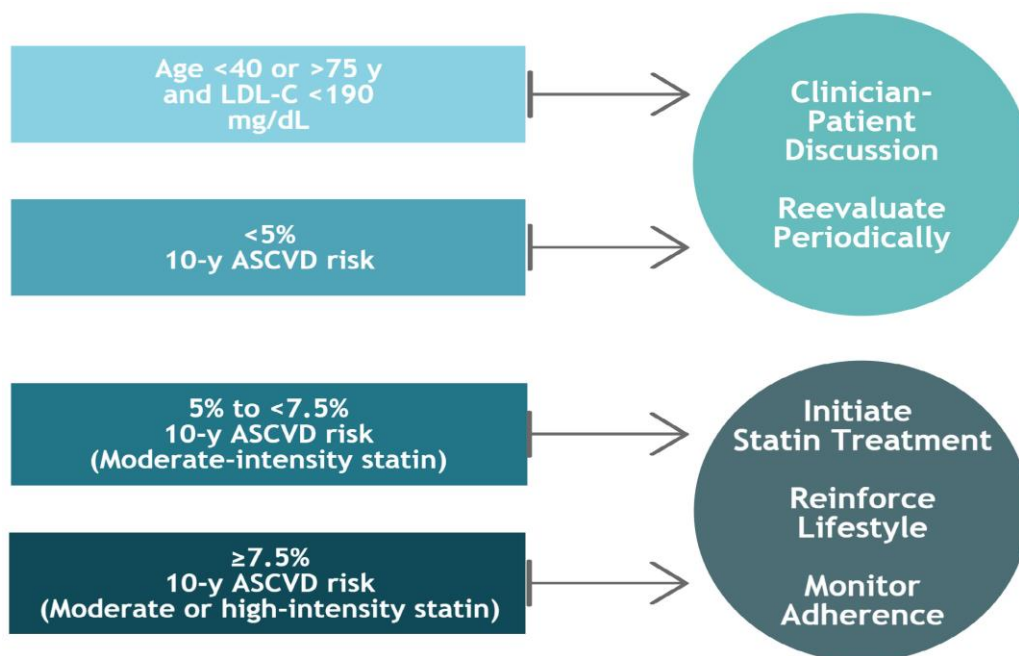 Age <40 or >75 y
and LDL-C <190
mg/dL
Clinician-
Patient
Discussion
Reevaluate
Periodically
<5%
10-y ASCVD risk
5% to <7.5%
10-y ASCVD risk
(Moderate-intensity statin)
Initiate
Statin Treatment
Reinforce
Lifestyle
Monitor
Adherence
≥7.5%
10-y ASCVD risk
(Moderate or high-intensity statin)